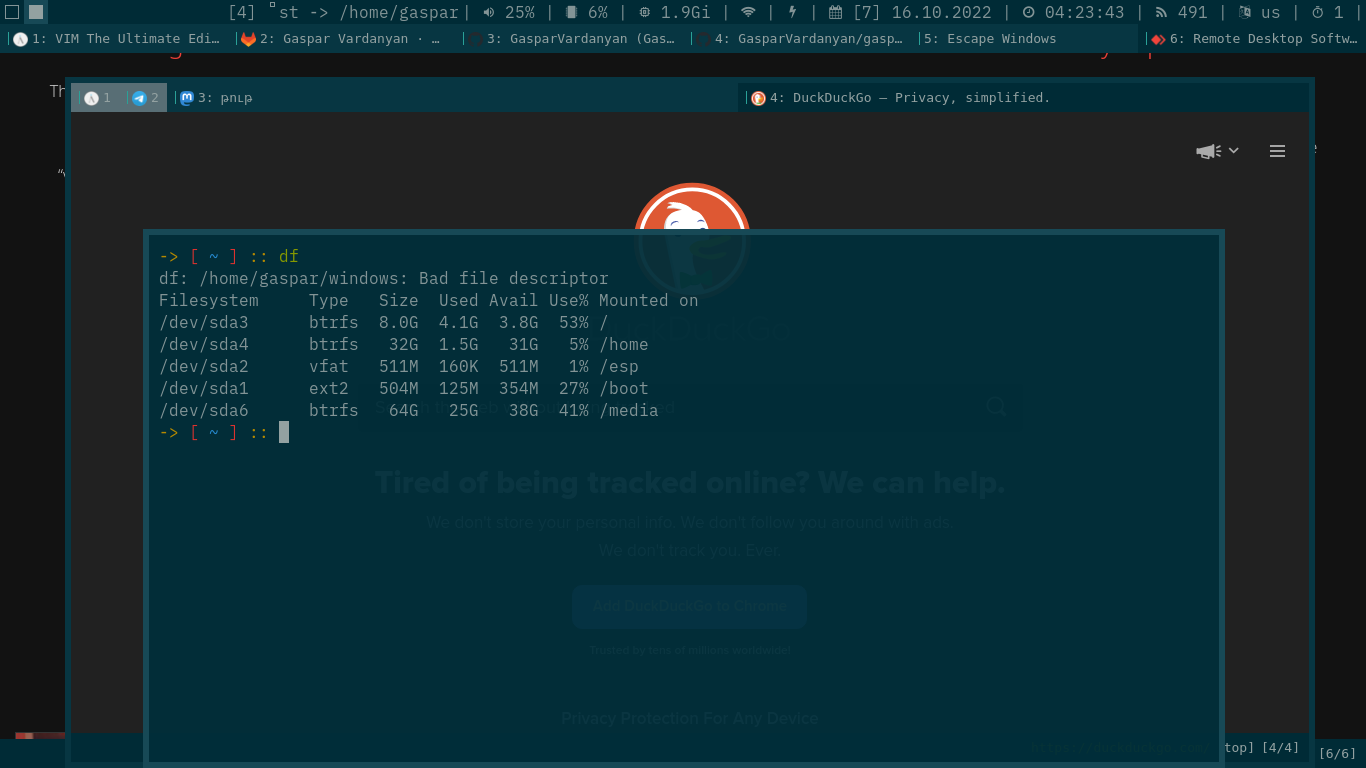 [4] st -> /home/gaspar| 25% | 6% | 1.9Gi | | | [7] 16.10.2022 | 04:23:43 | 491 | us | 1 |
1: VIM The Ultimate Edi… 2: Gaspar Vardanyan · … 3: GasparVardanyan (Gas… 4: GasparVardanyan/gasp… 5: Escape Windows 6: Remote Desktop Softw…
Th
1 2 3: բուխ 4: DuckDuckGo — Privacy, simplified.
-> [ ~ ] :: df
df: /home/gaspar/windows: Bad file descriptor
Filesystem Type Size Used Avail Use% Mounted on
/dev/sda3 btrfs 8.0G 4.1G 3.8G 53% /
/dev/sda4 btrfs 32G 1.5G 31G 5% /home
/dev/sda2 vfat 511M 160K 511M 1% /esp
/dev/sda1 ext2 504M 125M 354M 27% /boot
/dev/sda6 btrfs 64G 25G 38G 41% /media
-> [ ~ ] ::
Tired of being tracked online? We can help.
We don't store your personal info. We don't follow you around with ads.
We don't track you. Ever.
Add DuckDuckGo to Chrome
Trusted by tens of millions worldwide!
Privacy Protection For Any Device
top] [4/4]
[6/6]